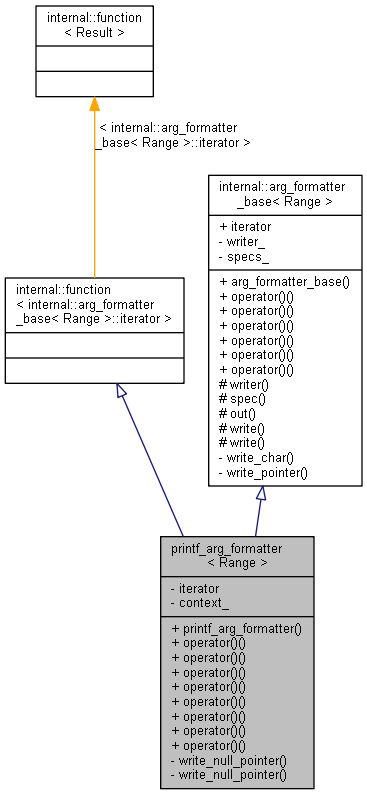 internal::function
< Result >
< internal::arg_formatter
_base< Range >::iterator >
internal::arg_formatter
_base< Range >
+ iterator
- writer_
- specs_
+ arg_formatter_base()
+ operator()()
+ operator()()
+ operator()()
+ operator()()
+ operator()()
+ operator()()
# writer()
# spec()
# out()
# write()
# write()
- write_char()
- write_pointer()
internal::function
< internal::arg_formatter
_base< Range >::iterator >
printf_arg_formatter
< Range >
- iterator
- context_
+ printf_arg_formatter()
+ operator()()
+ operator()()
+ operator()()
+ operator()()
+ operator()()
+ operator()()
+ operator()()
+ operator()()
- write_null_pointer()
- write_null_pointer()